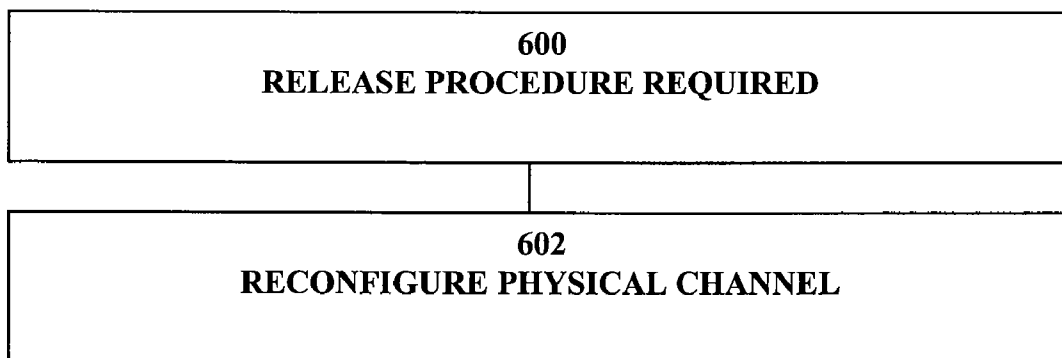 600
RELEASE PROCEDURE REQUIRED
602
RECONFIGURE PHYSICAL CHANNEL